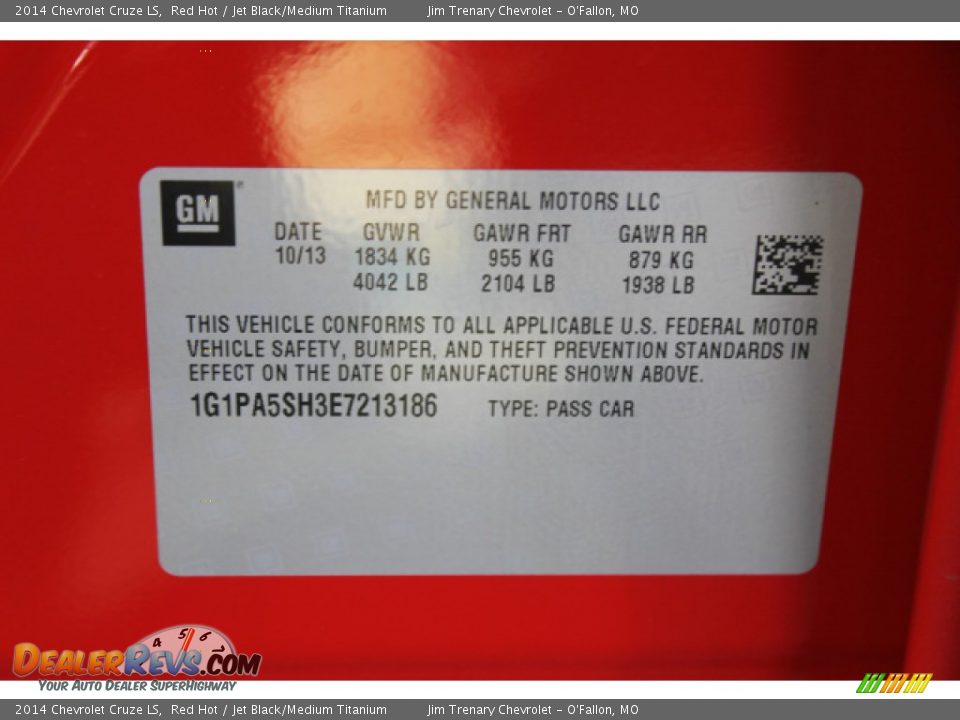 2014 Chevrolet Cruze LS, Red Hot / Jet Black/Medium Titanium Jim Trenary Chevrolet - O'Fallon, MO
GM
MFD BY GENERAL MOTORS LLC
DATE GVWR GAWR FRT GAWR RR
10/13 1834 KG 955 KG 879 KG
4042 LB 2104 LB 1938 LB
THIS VEHICLE CONFORMS TO ALL APPLICABLE U.S. FEDERAL MOTOR
VEHICLE SAFETY, BUMPER, AND THEFT PREVENTION STANDARDS IN
EFFECT ON THE DATE OF MANUFACTURE SHOWN ABOVE.
1G1PA5SH3E7213186 TYPE: PASS CAR
4 5 6 7
DealerRevs.com
Your Auto Dealer SuperHighway
2014 Chevrolet Cruze LS, Red Hot / Jet Black/Medium Titanium Jim Trenary Chevrolet - O'Fallon, MO